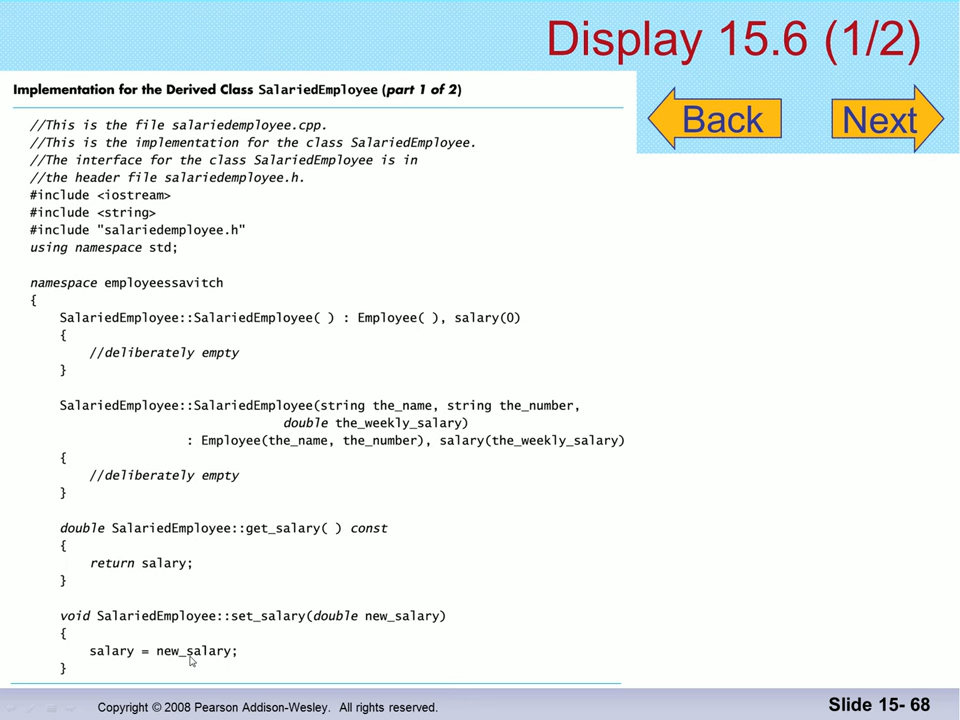 Display 15.6 (1/2)
Implementation for the Derived Class SalariedEmployee (part 1 of 2)
Back
Next
//This is the file salariedemployee.cpp.
//This is the implementation for the class SalariedEmployee.
//The interface for the class SalariedEmployee is in
//the header file salariedemployee.h.
#include <iostream>
#include <string>
#include "salariedemployee.h"
using namespace std;
namespace employeessavitch
{
SalariedEmployee::SalariedEmployee( ) : Employee( ), salary(0)
{
//deliberately empty
}
SalariedEmployee::SalariedEmployee(string the_name, string the_number,
double the_weekly_salary)
: Employee(the_name, the_number), salary(the_weekly_salary)
{
//deliberately empty
}
double SalariedEmployee::get_salary( ) const
{
return salary;
}
void SalariedEmployee::set_salary(double new_salary)
{
salary = new_salary;
}
Copyright © 2008 Pearson Addison-Wesley. All rights reserved.
Slide 15- 68